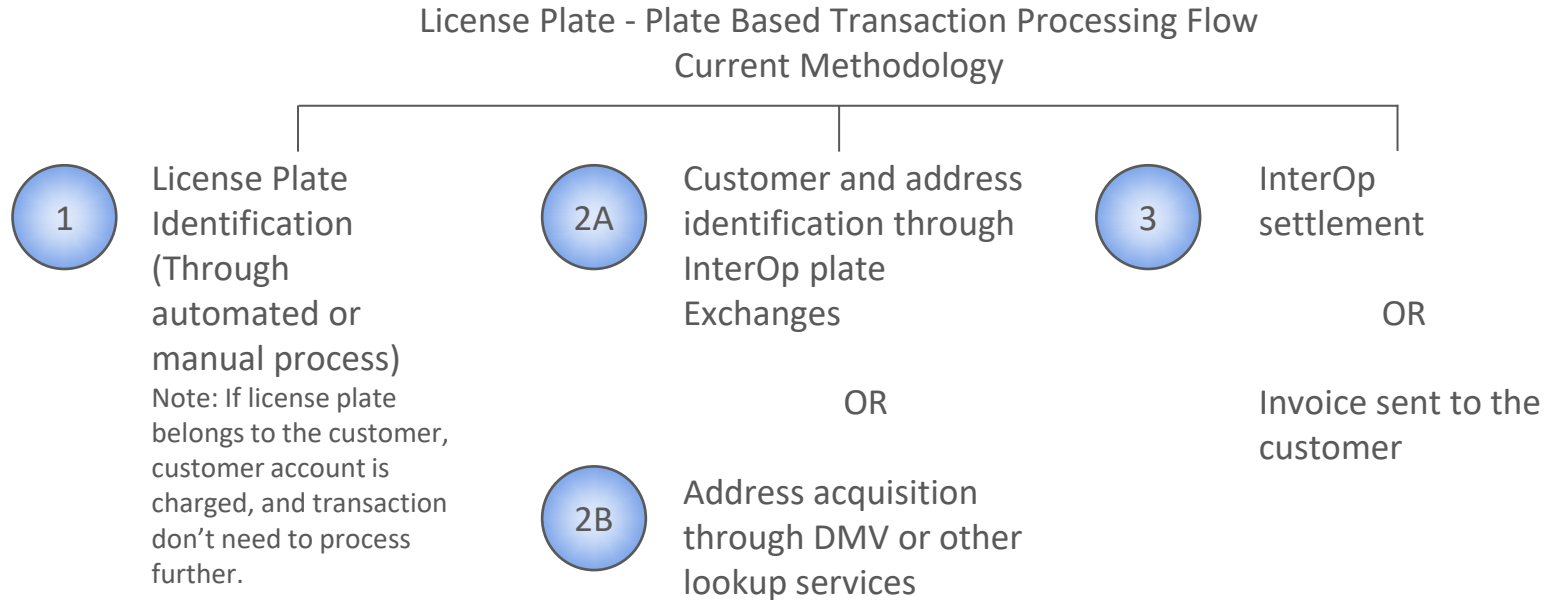 License Plate - Plate Based Transaction Processing Flow
Current Methodology
1
License Plate
Identification
(Through
automated or
manual process)
Note: If license plate
belongs to the customer,
customer account is
charged, and transaction
don’t need to process
further.
2A
Customer and address
identification through
InterOp plate
Exchanges
OR
2B
Address acquisition
through DMV or other
lookup services
3
InterOp
settlement
OR
Invoice sent to the
customer